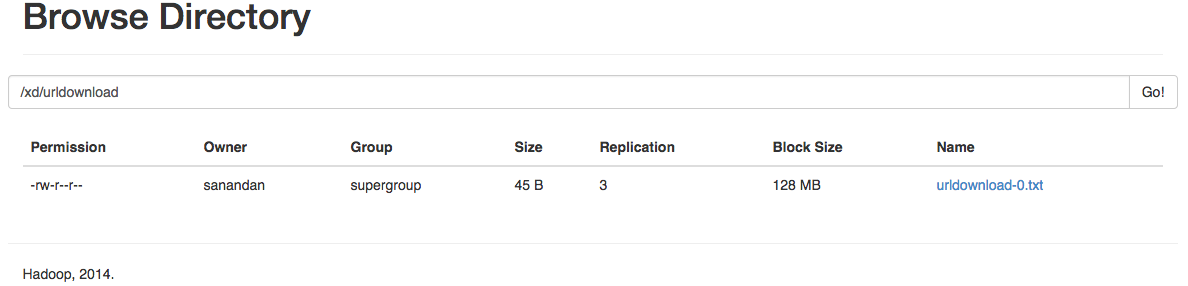 Browse Directory
/xd/urldownload Go!
Permission Owner Group Size Replication Block Size Name
-rw-r--r-- sanandan supergroup 45 B 3 128 MB urldownload-0.txt
Hadoop, 2014.